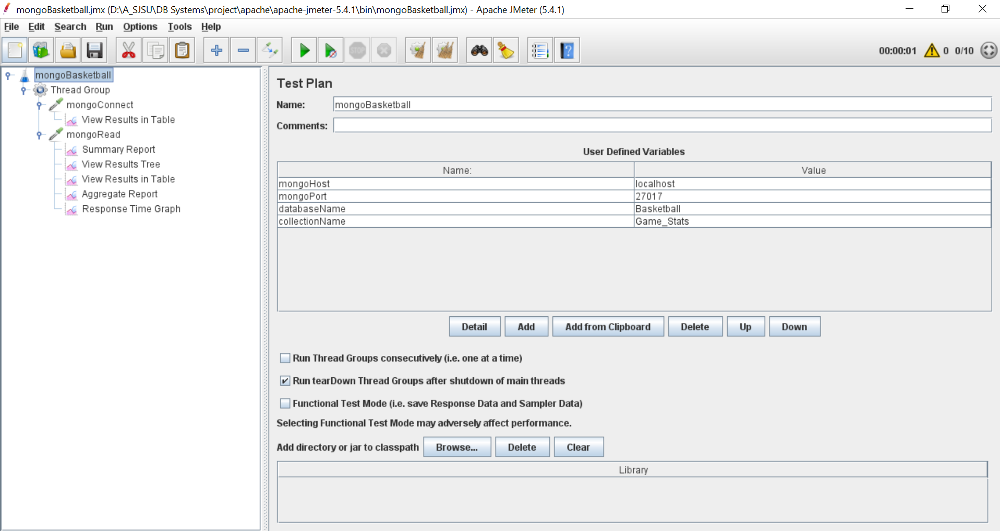 mongoBasketball.jmx (D:\A_SJSU\DB Systems\project\apache\apache-jmeter-5.4.1\bin\mongoBasketball.jmx) - Apache JMeter (5.4.1)
File Edit Search Run Options Tools Help
STOP
00:00:01 0 0/10
mongoBasketball
Thread Group
mongoConnect
View Results in Table
mongoRead
Summary Report
View Results Tree
View Results in Table
Aggregate Report
Response Time Graph
Test Plan
Name: mongoBasketball
Comments:
User Defined Variables
Name: Value
mongoHost localhost
mongoPort 27017
databaseName Basketball
collectionName Game_Stats
Detail Add Add from Clipboard Delete Up Down
Run Thread Groups consecutively (i.e. one at a time)
Run tearDown Thread Groups after shutdown of main threads
Functional Test Mode (i.e. save Response Data and Sampler Data)
Selecting Functional Test Mode may adversely affect performance.
Add directory or jar to classpath Browse... Delete Clear
Library